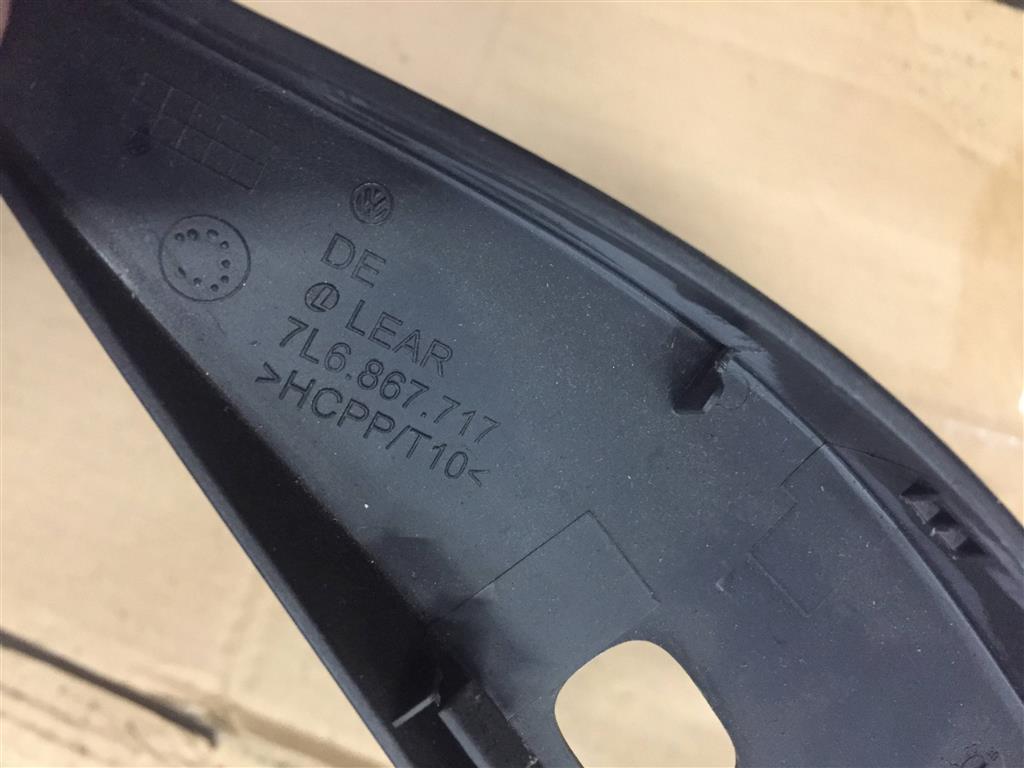 DE
LEAR
7L6.867.717
>HCPP/T10<